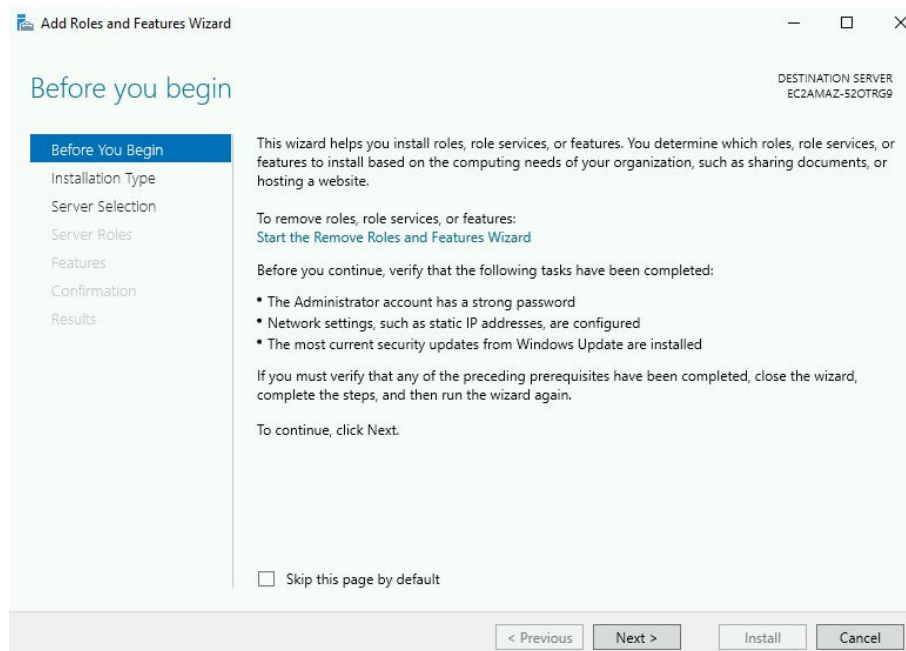 Add Roles and Features Wizard
Before you begin
DESTINATION SERVER
EC2AMAZ-52OTRG9
Before You Begin
Installation Type
Server Selection
Server Roles
Features
Confirmation
Results
This wizard helps you install roles, role services, or features. You determine which roles, role services, or
features to install based on the computing needs of your organization, such as sharing documents, or
hosting a website.
To remove roles, role services, or features:
Start the Remove Roles and Features Wizard
Before you continue, verify that the following tasks have been completed:
• The Administrator account has a strong password
• Network settings, such as static IP addresses, are configured
• The most current security updates from Windows Update are installed
If you must verify that any of the preceding prerequisites have been completed, close the wizard,
complete the steps, and then run the wizard again.
To continue, click Next.
Skip this page by default
< Previous
Next >
Install
Cancel